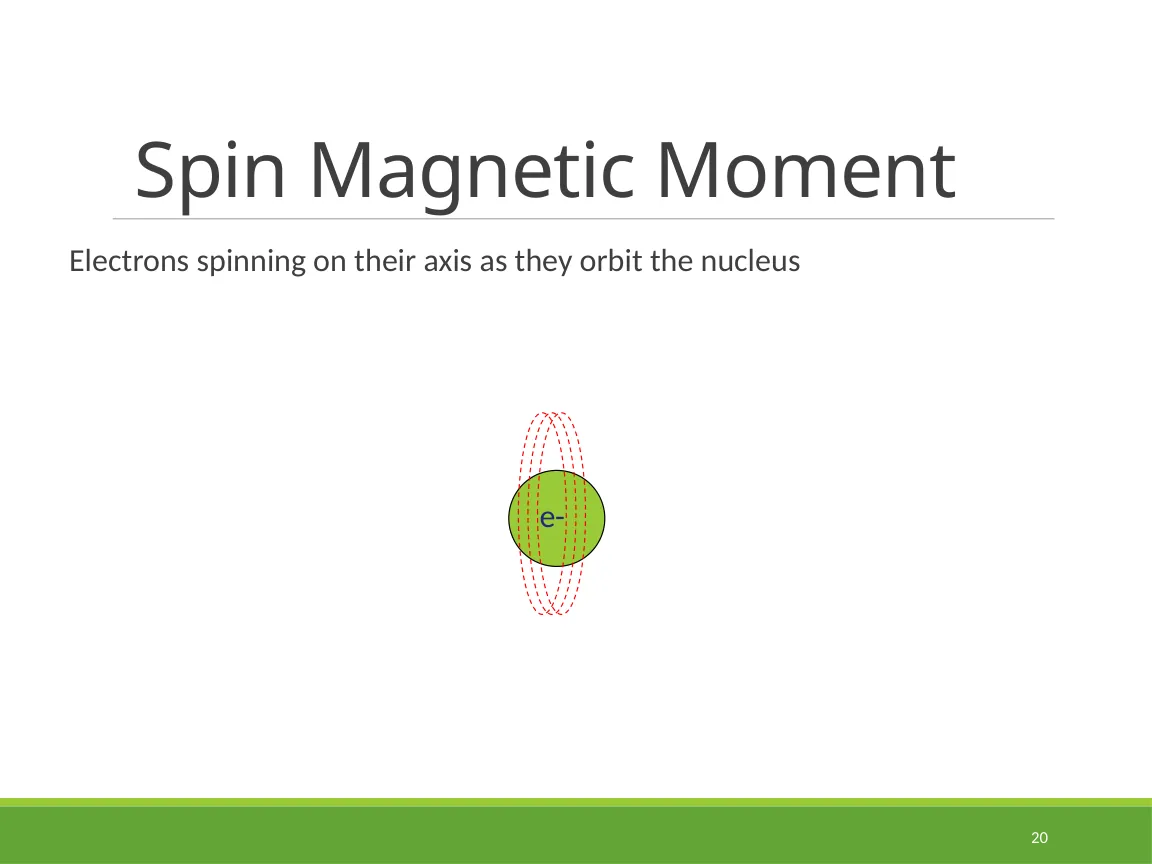 Spin Magnetic Moment
Electrons spinning on their axis as they orbit the nucleus
e-
20